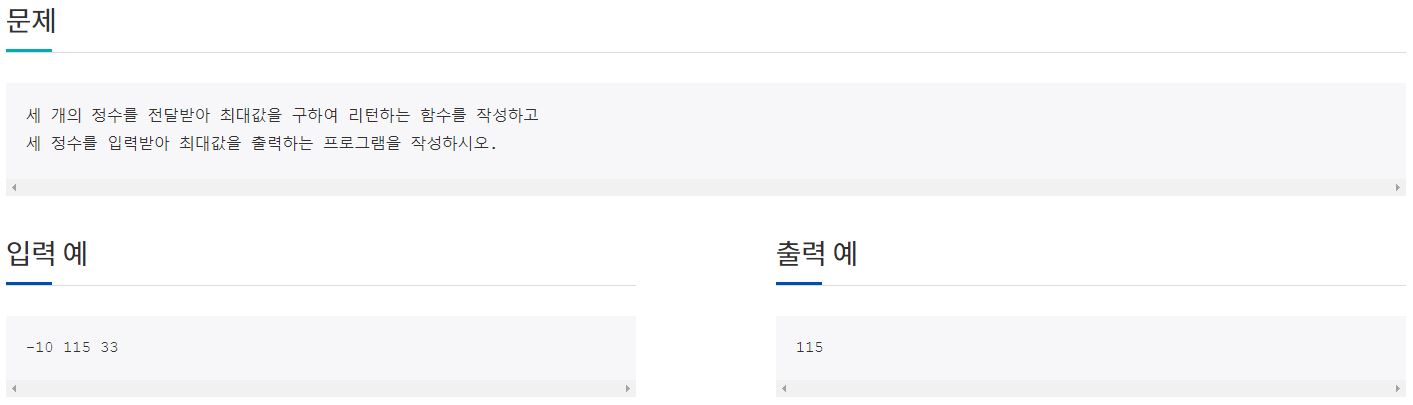 문제
세 개의 정수를 전달받아 최대값을 구하여 리턴하는 함수를 작성하고
세 정수를 입력받아 최대값을 출력하는 프로그램을 작성하시오.
입력 예
-10 115 33
출력 예
115